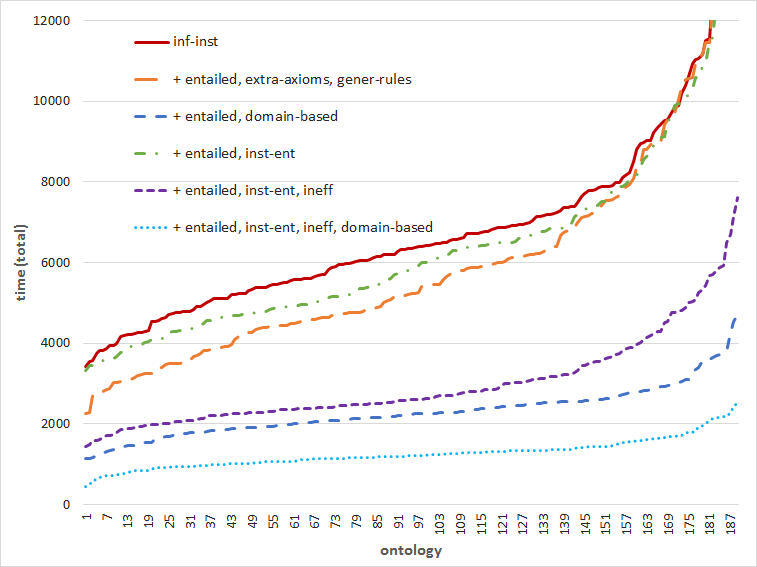 12000
10000
8000
6000
4000
2000
0
time(total)
inf-inst
+ entailed, extra-axioms, gener-rules
+ entailed, domain-based
+ entailed, inst-ent
+ entailed, inst-ent, ineff
+ entailed, inst-ent, ineff, domain-based
1 7 13 19 25 31 37 43 49 55 61 67 73 79 85 91 97 103 109 115 121 127 133 139 145 151 157 163 169 175 181 187
ontology